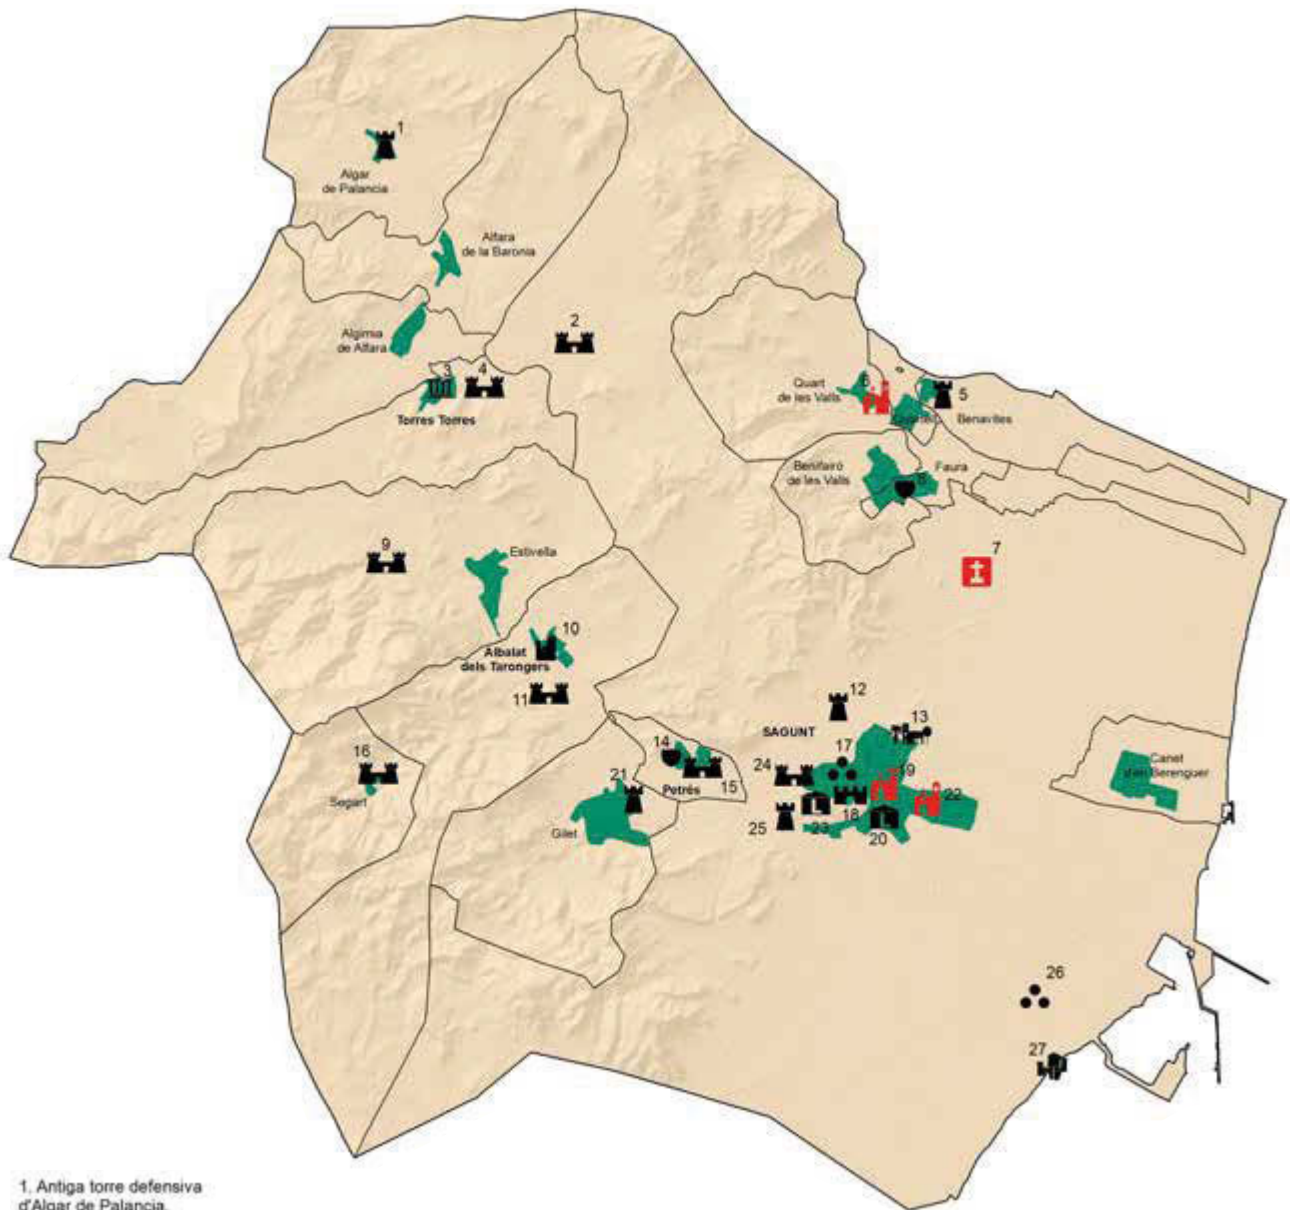 1
Algar
de Palancia
Alfara
de la Baronia
2
Algimia
de Alfara
3
4
Torres Torres
6
Quart
de les Valls
5
Benavites
Benifairó
de les Valls
Faura
8
7
9
Estivella
10
Albalat
dels Tarongers
11
12
SAGUNT
13
14
17
16
24
19
Canet
d'en Berenguer
21
15
Petrés
22
Segart
18
25
23
20
Gilet
26
27
1. Antiga torre defensiva
d'Algar de Palancia.